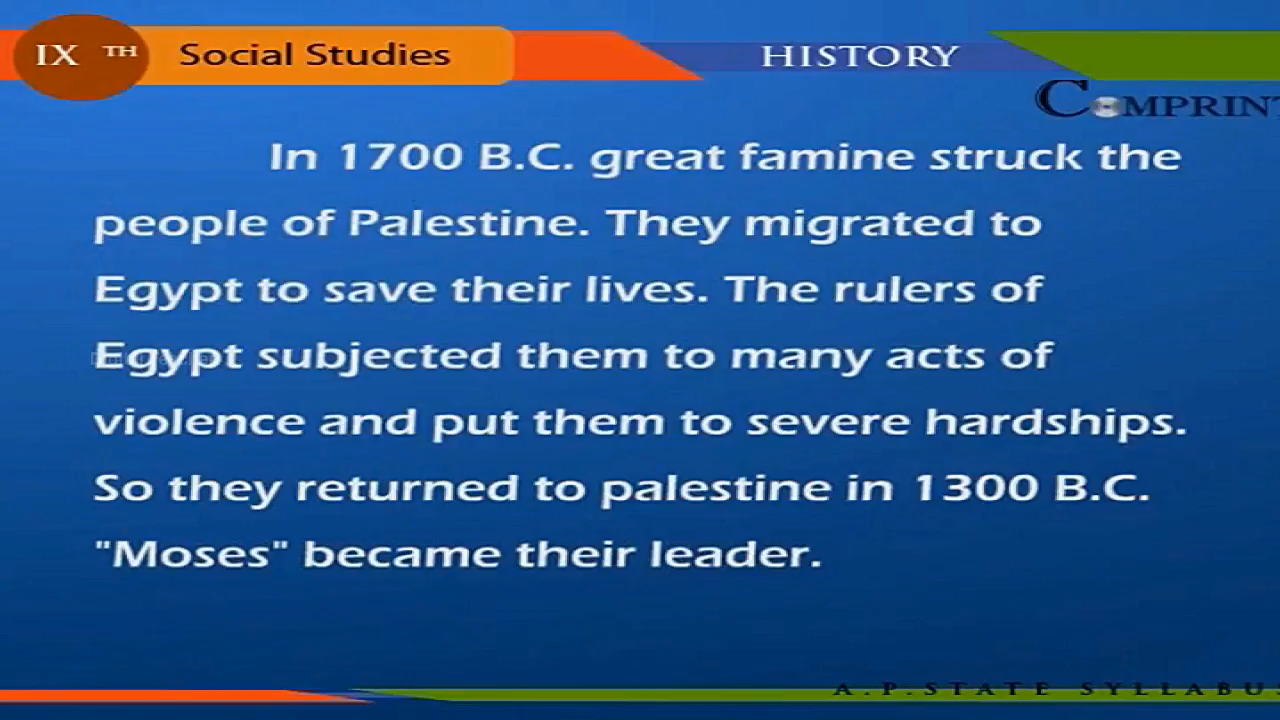 IX TH Social Studies HISTORY
COMPRINT
In 1700 B.C. great famine struck the
people of Palestine. They migrated to
Egypt to save their lives. The rulers of
Egypt subjected them to many acts of
violence and put them to severe hardships.
So they returned to palestine in 1300 B.C.
"Moses" became their leader.
A.P.STATE SYLLABUS